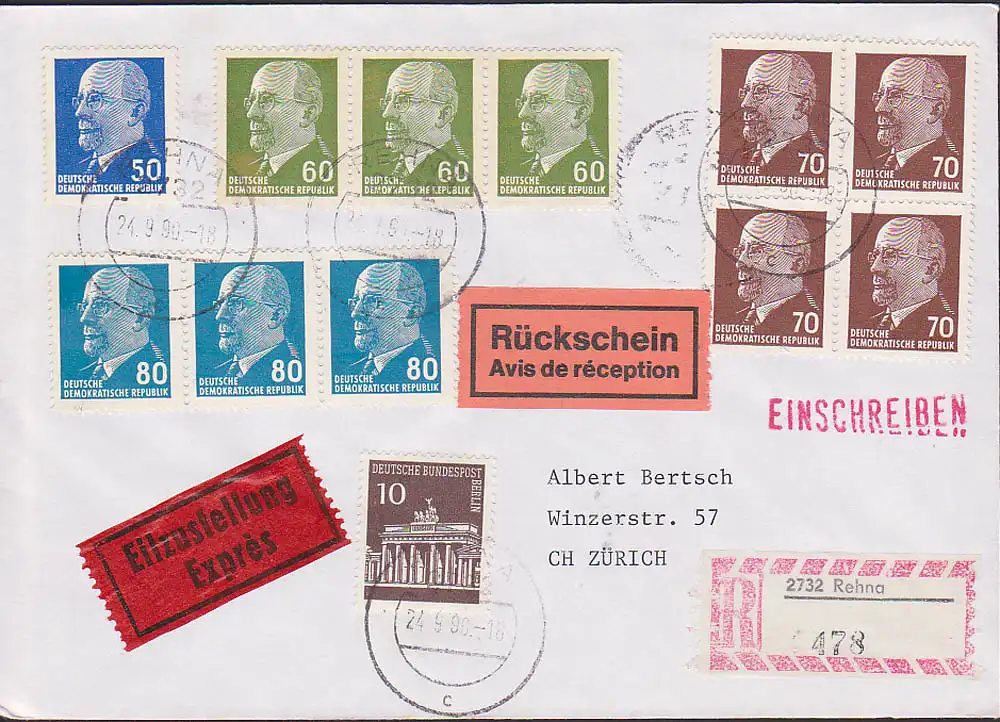 50
DEUTSCHE
DEMOKRATISCHE REPUBLIK
60
DEUTSCHE
DEMOKRATISCHE REPUBLIK
60
DEUTSCHE
DEMOKRATISCHE REPUBLIK
60
DEUTSCHE
DEMOKRATISCHE REPUBLIK
70
DEUTSCHE
DEMOKRATISCHE REPUBLIK
70
DEUTSCHE
DEMOKRATISCHE REPUBLIK
24.9.90.-18
80
DEUTSCHE
DEMOKRATISCHE REPUBLIK
80
DEUTSCHE
DEMOKRATISCHE REPUBLIK
80
DEUTSCHE
DEMOKRATISCHE REPUBLIK
70
DEUTSCHE
DEMOKRATISCHE REPUBLIK
70
DEUTSCHE
DEMOKRATISCHE REPUBLIK
Rückschein
Avis de réception
EINSCHREIBEN
Eilzustellung
Exprès
DEUTSCHE BUNDESPOST
BERLIN
10
24.9.90.-18
c
Albert Bertsch
Winzerstr. 57
CH ZÜRICH
R
2732 Rehna
478